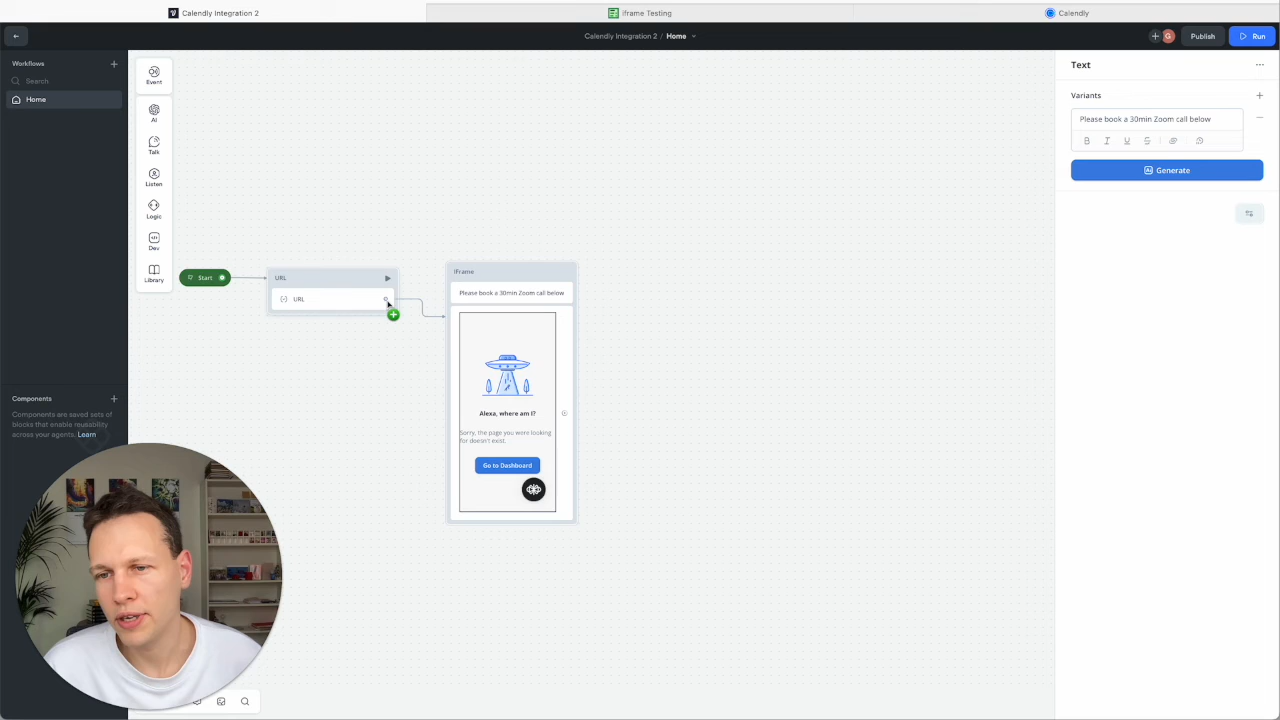 Calendly Integration 2
iframe Testing
Calendly
Calendly Integration 2 / Home
G
Publish
Run
Workflows
Search
Home
Event
AI
Talk
Listen
Logic
Dev
Library
Start
URL
URL
IFrame
Please book a 30min Zoom call below
Alexa, where am I?
Sorry, the page you were looking
for doesn't exist.
Go to Dashboard
Text
Variants
Please book a 30min Zoom call below
B I U S
Generate
Components
Components are saved sets of
blocks that enable reusability
across your agents. Learn